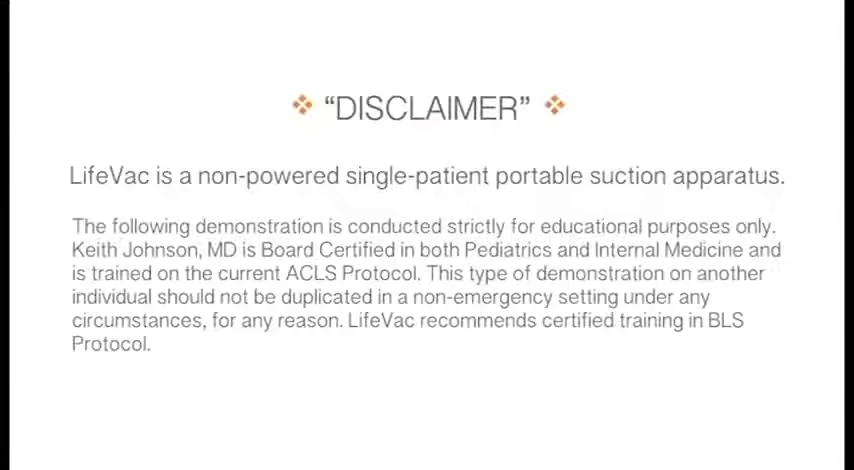 "DISCLAIMER"
LifeVac is a non-powered single-patient portable suction apparatus.
The following demonstration is conducted strictly for educational purposes only.
Keith Johnson, MD is Board Certified in both Pediatrics and Internal Medicine and
is trained on the current ACLS Protocol. This type of demonstration on another
individual should not be duplicated in a non-emergency setting under any
circumstances, for any reason. LifeVac recommends certified training in BLS
Protocol.